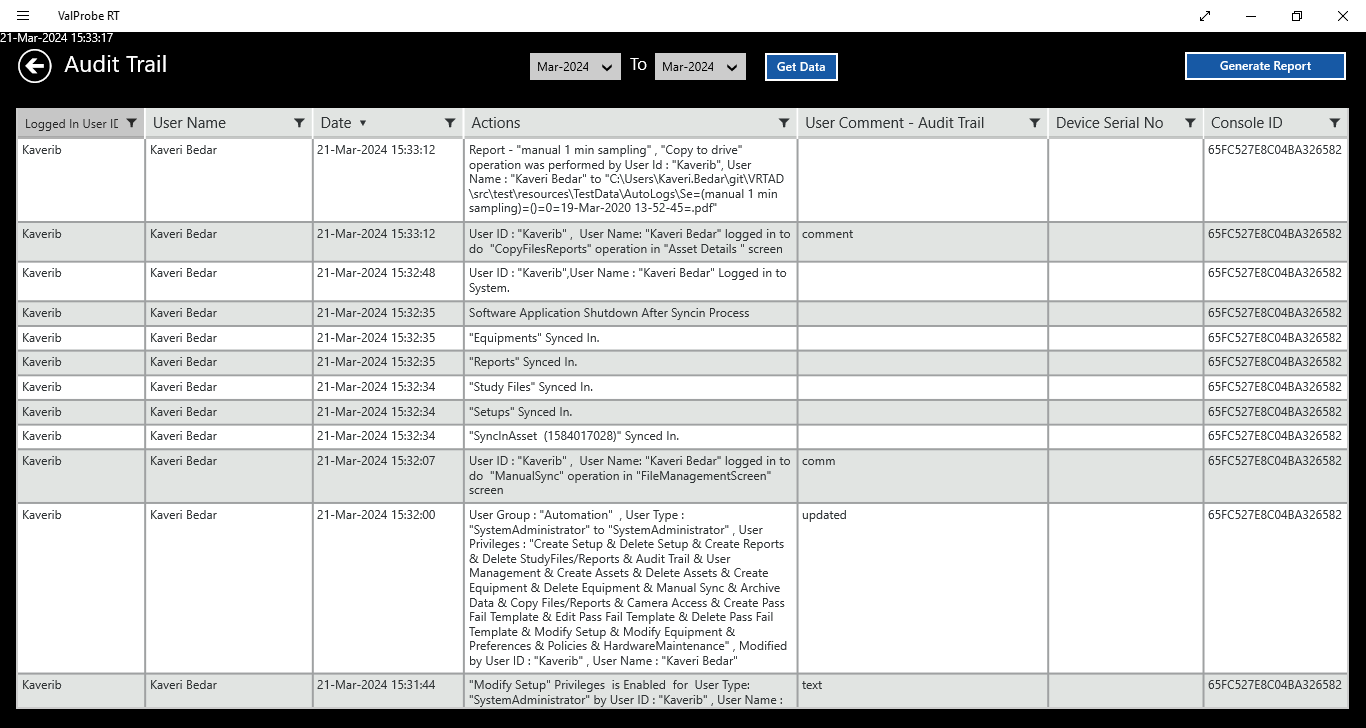 ValProbe RT
21-Mar-2024 15:33:17
Audit Trail
Mar-2024 To Mar-2024 Get Data Generate Report
Logged In User ID User Name Date Actions User Comment - Audit Trail Device Serial No Console ID
Kaverib Kaveri Bedar 21-Mar-2024 15:33:12 Report - "manual 1 min sampling" , "Copy to drive" 65FC527E8C04BA326582
operation was performed by User Id : "Kaverib", User
Name : "Kaveri Bedar" to "C:\Users\Kaveri.Bedar\git\VRTAD
\src\test\resources\TestData\AutoLogs\Se=(manual 1 min
sampling)=()=0=19-Mar-2020 13-52-45=.pdf"
Kaverib Kaveri Bedar 21-Mar-2024 15:33:12 User ID : "Kaverib" ,  User Name: "Kaveri Bedar" logged in to comment 65FC527E8C04BA326582
do  "CopyFilesReports" operation in "Asset Details " screen
Kaverib Kaveri Bedar 21-Mar-2024 15:32:48 User ID : "Kaverib",User Name : "Kaveri Bedar" Logged in to 65FC527E8C04BA326582
System.
Kaverib Kaveri Bedar 21-Mar-2024 15:32:35 Software Application Shutdown After Syncin Process 65FC527E8C04BA326582
Kaverib Kaveri Bedar 21-Mar-2024 15:32:35 "Equipments" Synced In. 65FC527E8C04BA326582
Kaverib Kaveri Bedar 21-Mar-2024 15:32:35 "Reports" Synced In. 65FC527E8C04BA326582
Kaverib Kaveri Bedar 21-Mar-2024 15:32:34 "Study Files" Synced In. 65FC527E8C04BA326582
Kaverib Kaveri Bedar 21-Mar-2024 15:32:34 "Setups" Synced In. 65FC527E8C04BA326582
Kaverib Kaveri Bedar 21-Mar-2024 15:32:34 "SyncInAsset  (1584017028)" Synced In. 65FC527E8C04BA326582
Kaverib Kaveri Bedar 21-Mar-2024 15:32:07 User ID : "Kaverib" ,  User Name: "Kaveri Bedar" logged in to comm 65FC527E8C04BA326582
do  "ManualSync" operation in "FileManagementScreen"
screen
Kaverib Kaveri Bedar 21-Mar-2024 15:32:00 User Group : "Automation"  , User Type : updated 65FC527E8C04BA326582
"SystemAdministrator" to "SystemAdministrator" , User
Privileges : "Create Setup & Delete Setup & Create Reports
& Delete StudyFiles/Reports & Audit Trail & User
Management & Create Assets & Delete Assets & Create
Equipment & Delete Equipment & Manual Sync & Archive
Data & Copy Files/Reports & Camera Access & Create Pass
Fail Template & Edit Pass Fail Template & Delete Pass Fail
Template & Modify Setup & Modify Equipment &
Preferences & Policies & HardwareMaintenance" , Modified
by User ID : "Kaverib" , User Name : "Kaveri Bedar"
Kaverib Kaveri Bedar 21-Mar-2024 15:31:44 "Modify Setup" Privileges  is Enabled  for  User Type: text 65FC527E8C04BA326582
"SystemAdministrator" by User ID : "Kaverib" , User Name :